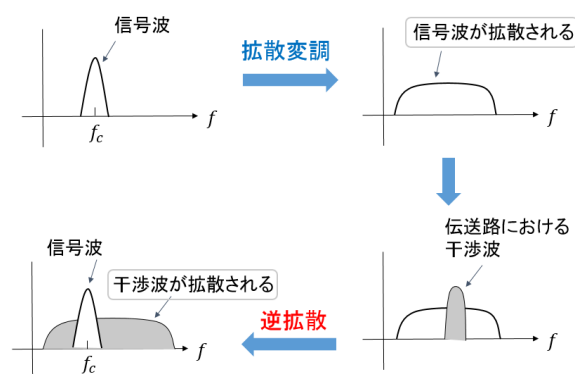 信号波
拡散変調
信号波が拡散される
f
f_c
f
伝送路における
干渉波
信号波
干渉波が拡散される
逆拡散
f
f_c
f